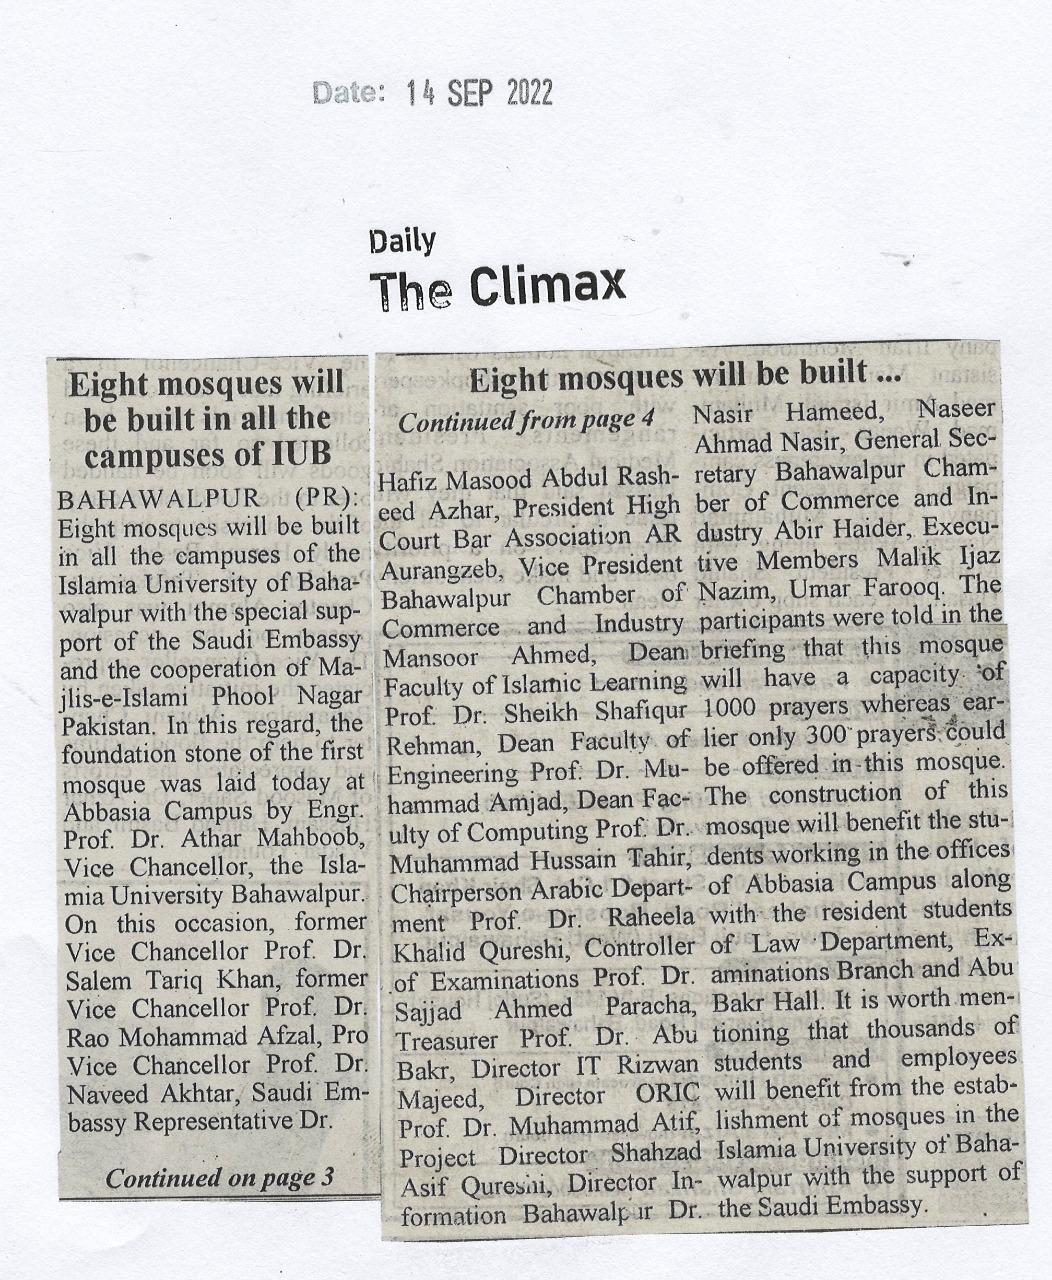 Date: 14 SEP 2022
Daily
The Climax
Eight mosques will
be built in all the
campuses of IUB
BAHAWALPUR (PR):
Eight mosques will be built
in all the campuses of the
Islamia University of Baha-
walpur with the special sup-
port of the Saudi Embassy
and the cooperation of Ma-
jlis-e-Islami Phool Nagar
Pakistan. In this regard, the
foundation stone of the first
mosque was laid today at
Abbasia Campus by Engr.
Prof. Dr. Athar Mahboob,
Vice Chancellor, the Isla-
mia University Bahawalpur.
On this occasion, former
Vice Chancellor Prof. Dr.
Salem Tariq Khan, former
Vice Chancellor Prof. Dr.
Rao Mohammad Afzal, Pro
Vice Chancellor Prof. Dr.
Naveed Akhtar, Saudi Em-
bassy Representative Dr.
Continued on page 3
Eight mosques will be built ...
Continued from page 4
Hafiz Masood Abdul Rash-
eed Azhar, President High
Court Bar Association AR
Aurangzeb, Vice President
Bahawalpur Chamber of
Commerce and Industry
Mansoor Ahmed, Dean
Faculty of Islamic Learning
Prof. Dr. Sheikh Shafiqur
Rehman, Dean Faculty of
Engineering Prof. Dr. Mu-
hammad Amjad, Dean Fac-
ulty of Computing Prof. Dr.
Muhammad Hussain Tahir,
Chairperson Arabic Depart-
ment Prof. Dr. Raheela
Khalid Qureshi, Controller
of Examinations Prof. Dr.
Sajjad Ahmed Paracha,
Treasurer Prof. Dr. Abu
Bakr, Director IT Rizwan
Majeed, Director ORIC
Prof. Dr. Muhammad Atif,
Project Director Shahzad
Asif Qureshi, Director In-
formation Bahawalpur Dr.
Nasir Hameed, Naseer
Ahmad Nasir, General Sec-
retary Bahawalpur Cham-
ber of Commerce and In-
dustry Abir Haider, Execu-
tive Members Malik Ijaz
Nazim, Umar Farooq. The
participants were told in the
briefing that this mosque
will have a capacity of
1000 prayers whereas ear-
lier only 300 prayers could
be offered in this mosque.
The construction of this
mosque will benefit the stu-
dents working in the offices
of Abbasia Campus along
with the resident students
of Law Department, Ex-
aminations Branch and Abu
Bakr Hall. It is worth men-
tioning that thousands of
students and employees
will benefit from the estab-
lishment of mosques in the
Islamia University of Baha-
walpur with the support of
the Saudi Embassy.